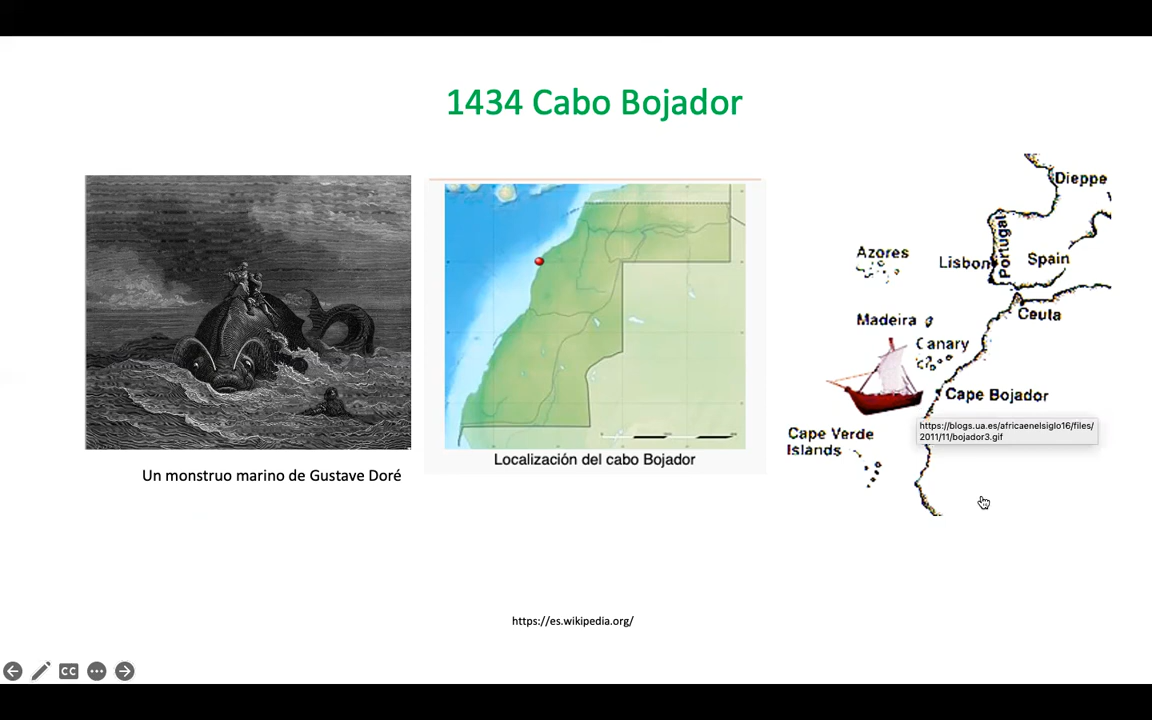 1434 Cabo Bojador
Un monstruo marino de Gustave Doré
Localización del cabo Bojador
Dieppe
Portugal
Azores
Lisbon
Spain
Ceuta
Madeira
Canary
Cape Bojador
https://blogs.ua.es/africaenelsiglo16/files/
2011/11/bojador3.gif
Cape Verde
Islands
https://es.wikipedia.org/
CC